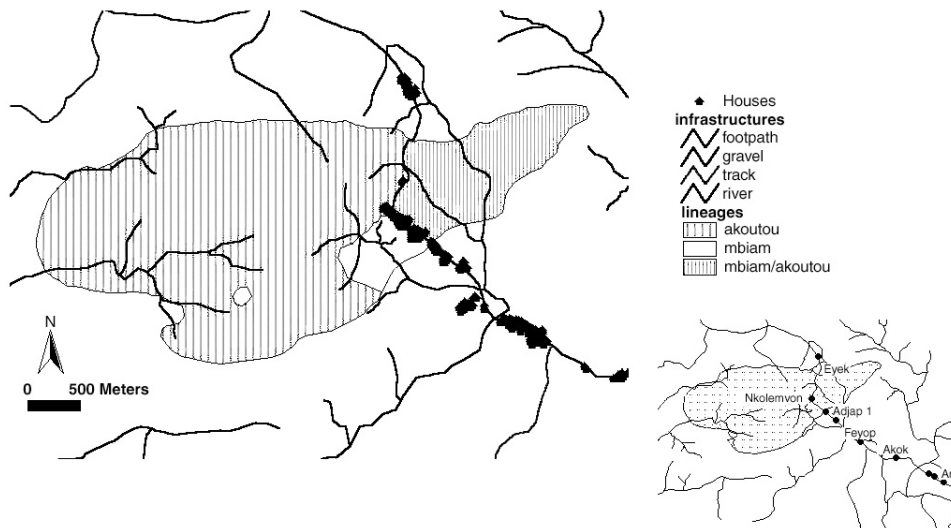 Houses
infrastructures
footpath
gravel
track
river
lineages
akoutou
mbiam
mbiam/akoutou
N
0 500 Meters
Eyek
Nkolemvon
Adjap 1
Feyop
Akok